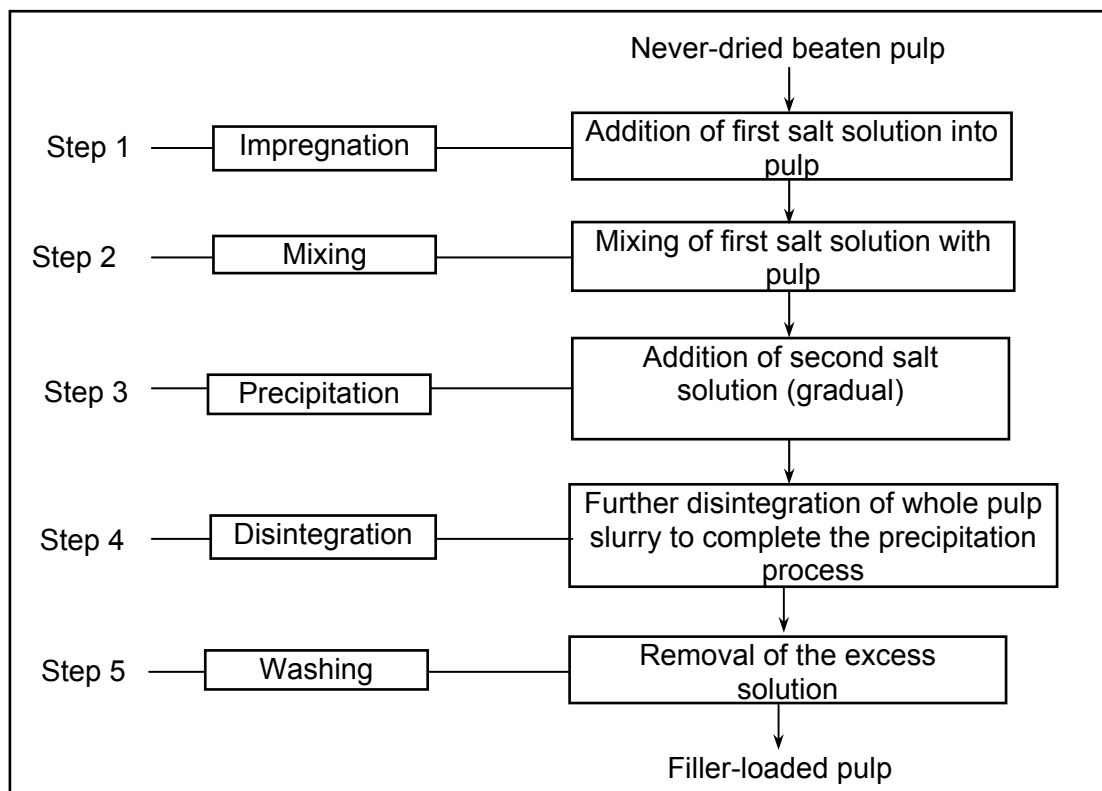 Never-dried beaten pulp
Step 1
Impregnation
Addition of first salt solution into
pulp
Step 2
Mixing
Mixing of first salt solution with
pulp
Step 3
Precipitation
Addition of second salt
solution (gradual)
Step 4
Disintegration
Further disintegration of whole pulp
slurry to complete the precipitation
process
Step 5
Washing
Removal of the excess
solution
Filler-loaded pulp